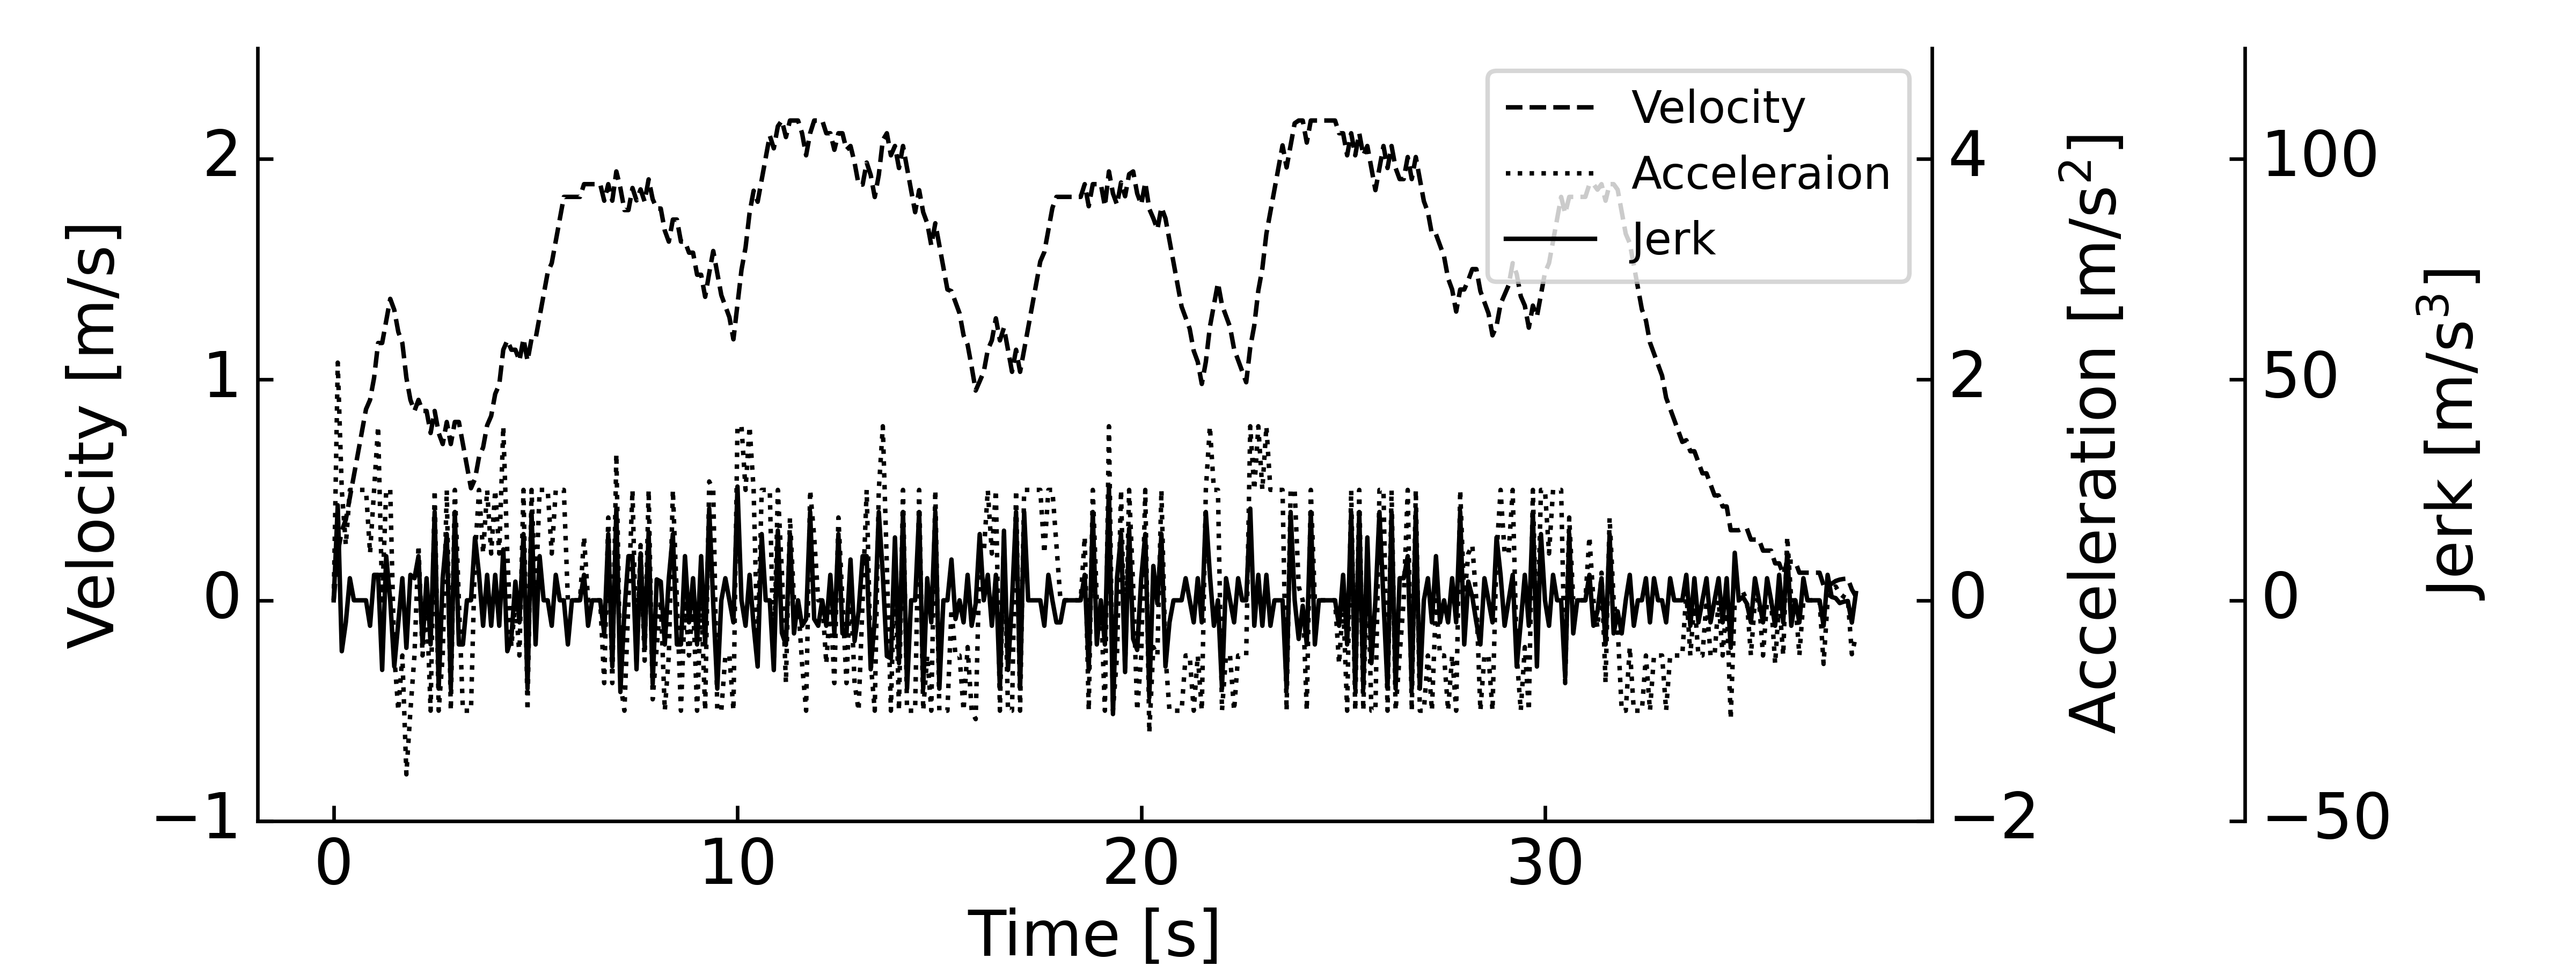 Velocity [m/s]
2
1
0
−1
0 10 20 30
Time [s]
Velocity
Acceleraion
Jerk
4
2
0
−2
Acceleration [m/s²]
100
50
0
−50
Jerk [m/s³]